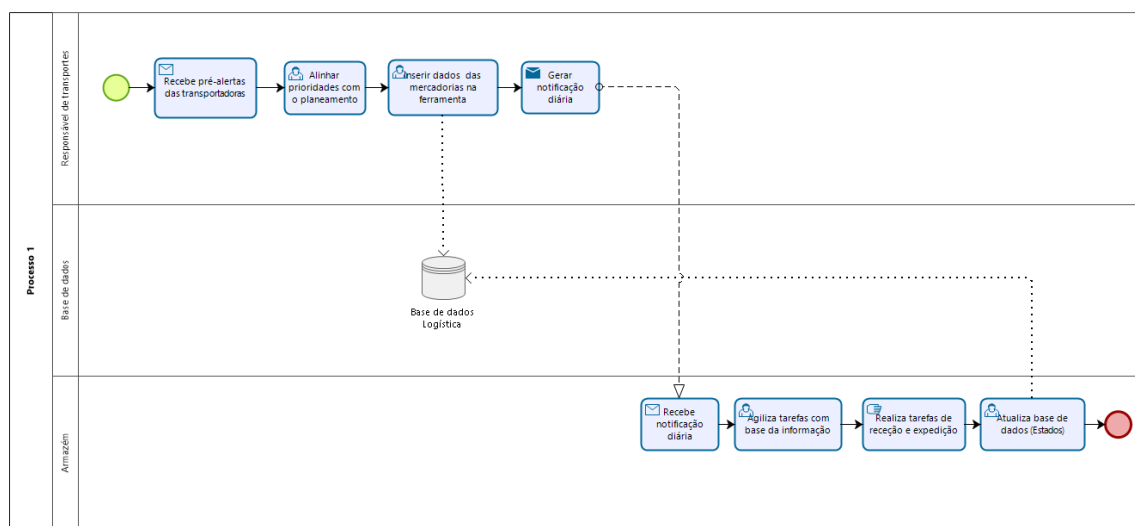 Processo 1
Responsável de transportes
Recebe pré-alertas
das transportadoras
Alinhar
prioridades com
o planeamento
Inserir dados das
mercadorias na
ferramenta
Gerar
notificação
diária
Base de dados
Base de dados
Logística
Armazém
Recebe
notificação
diária
Agiliza tarefas com
base da informação
Realiza tarefas de
receção e expedição
Atualiza base de
dados (Estados)